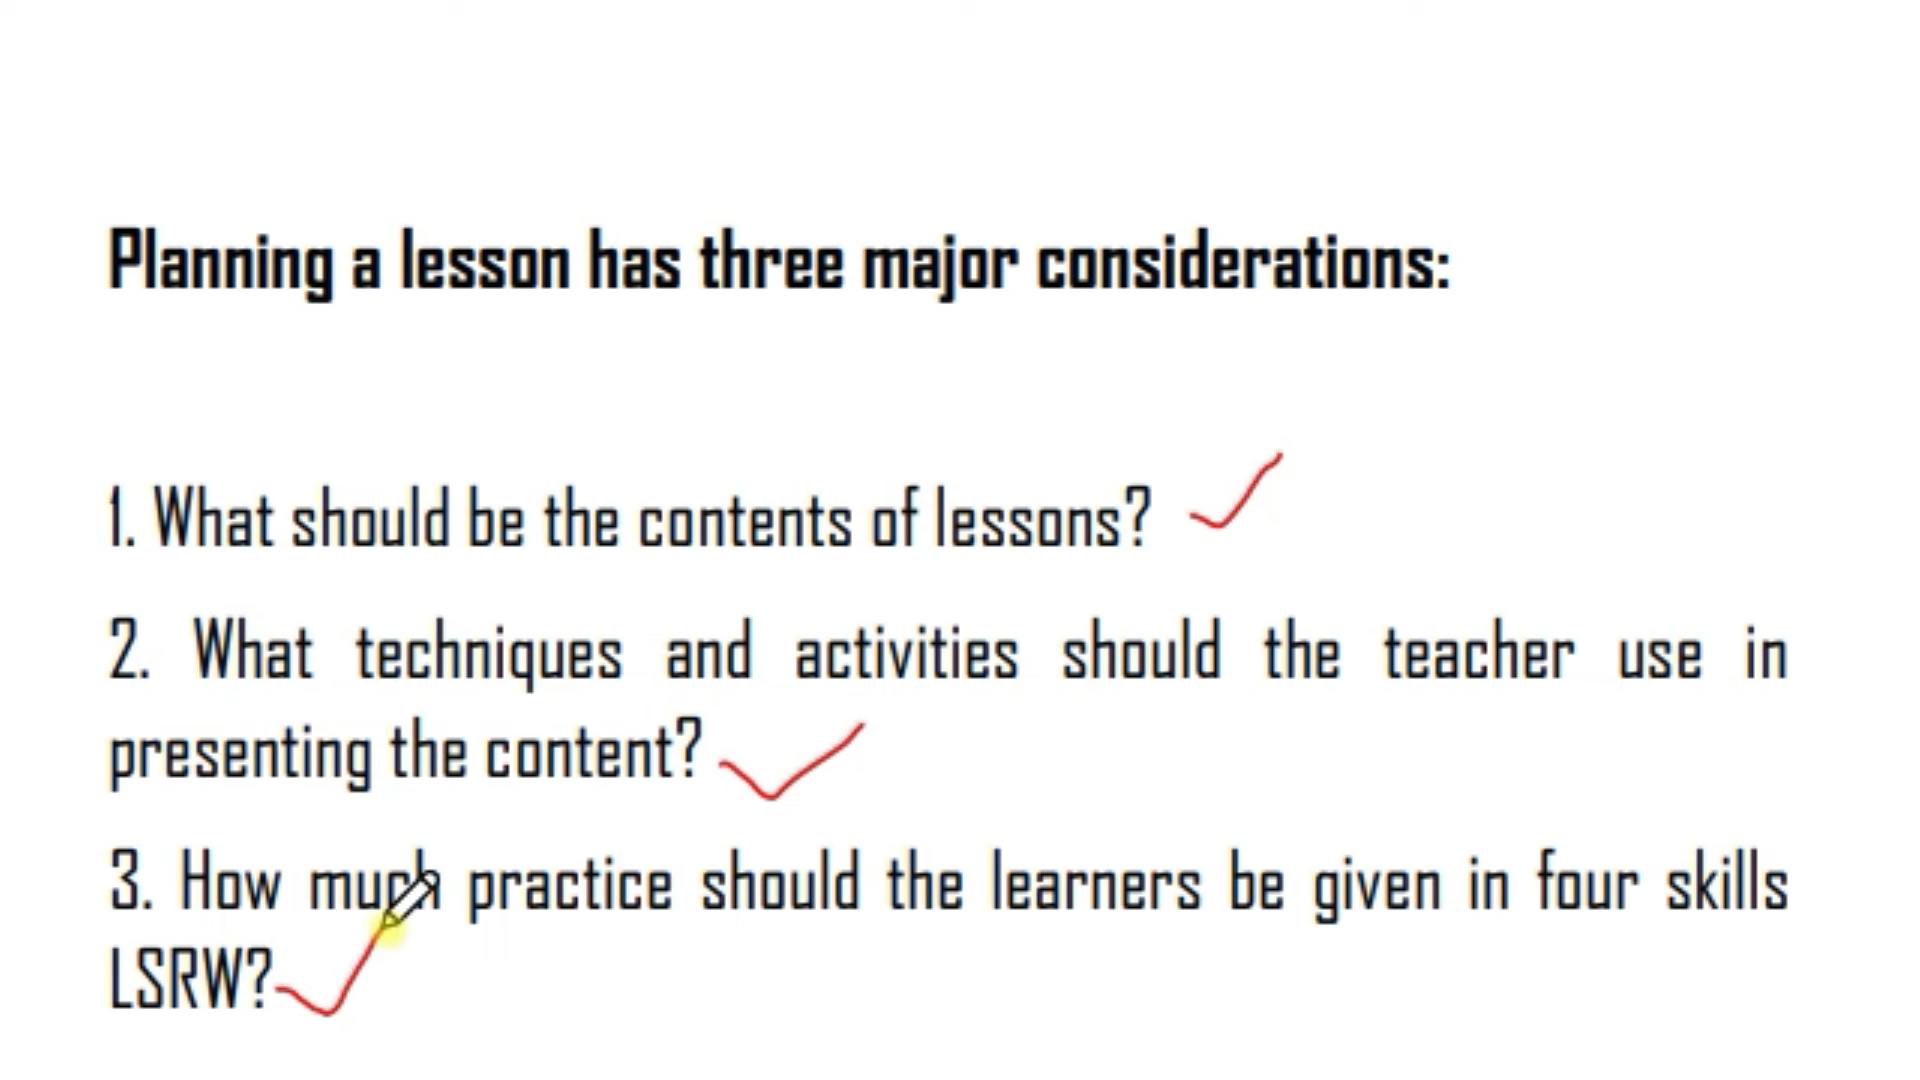 Planning a lesson has three major considerations:
1. What should be the contents of lessons?
2. What techniques and activities should the teacher use in
presenting the content?
3. How much practice should the learners be given in four skills
LSRW?